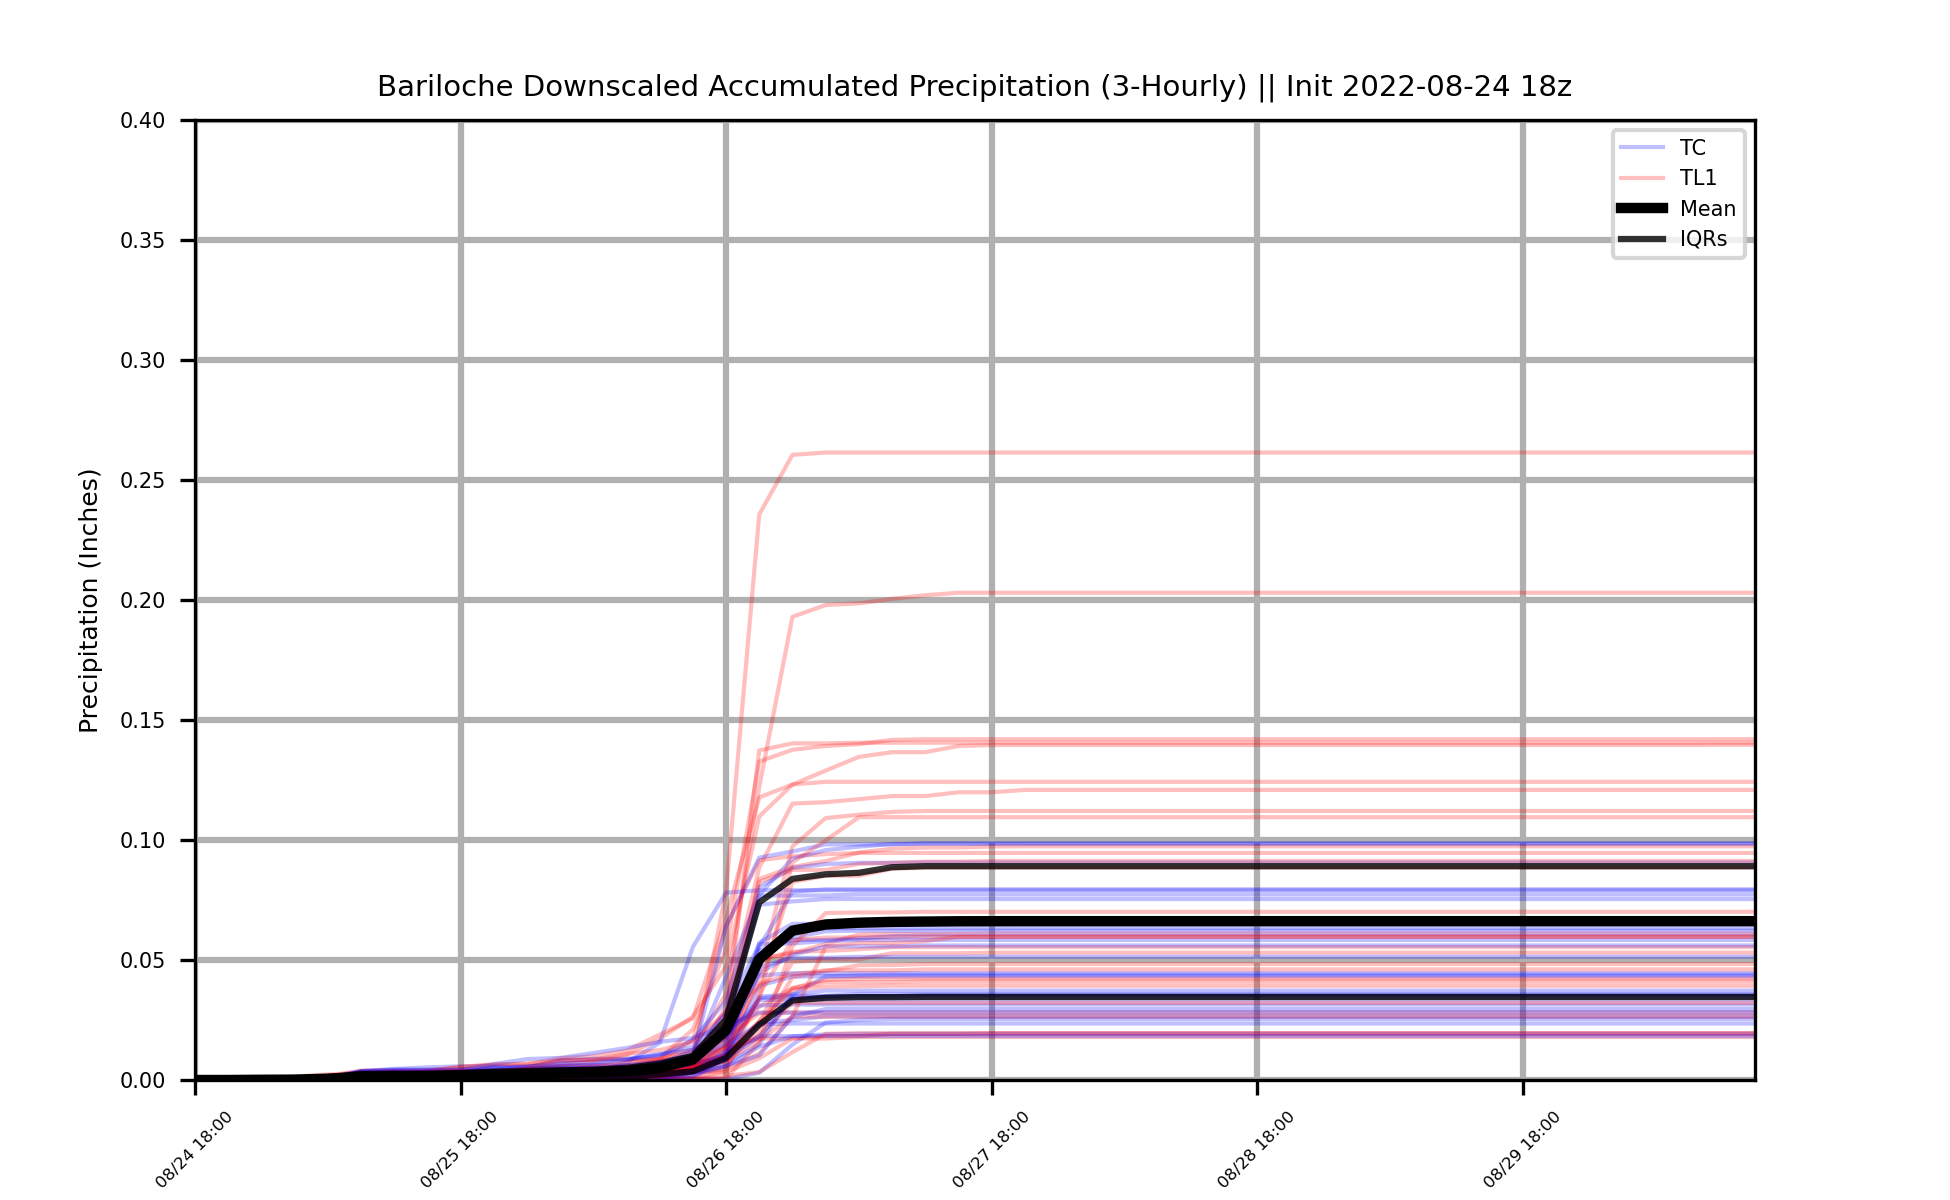 Bariloche Downscaled Accumulated Precipitation (3-Hourly) || Init 2022-08-24 18z
0.40
0.35
0.30
0.25
0.20
0.15
0.10
0.05
0.00
Precipitation (Inches)
TC
TL1
Mean
IQRs
08/24 18:00
08/25 18:00
08/26 18:00
08/27 18:00
08/28 18:00
08/29 18:00